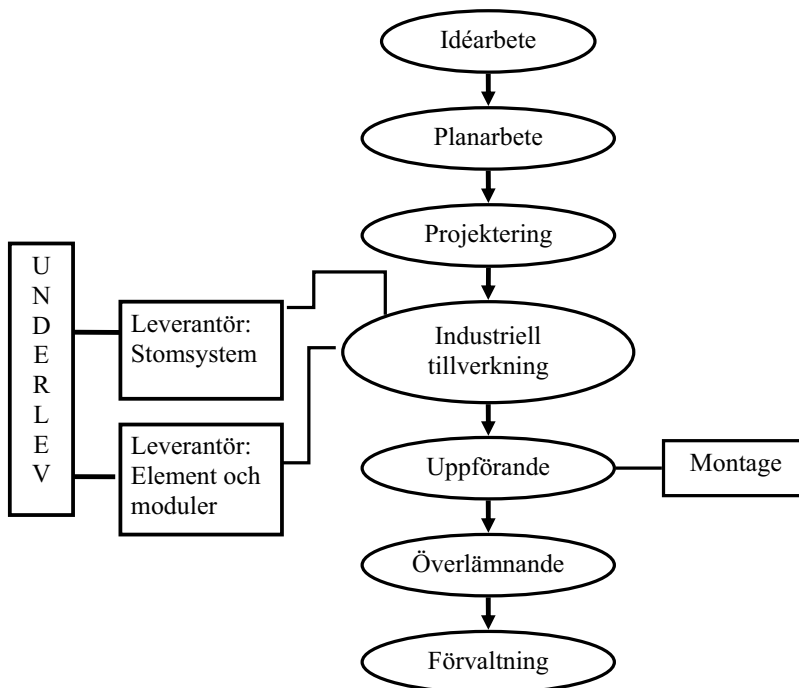 Idéarbete
Planarbete
Projektering
U
N
D
E
R
L
E
V
Leverantör:
Stomsystem
Industriell
tillverkning
Leverantör:
Element och
moduler
Uppförande
Montage
Överlämnande
Förvaltning